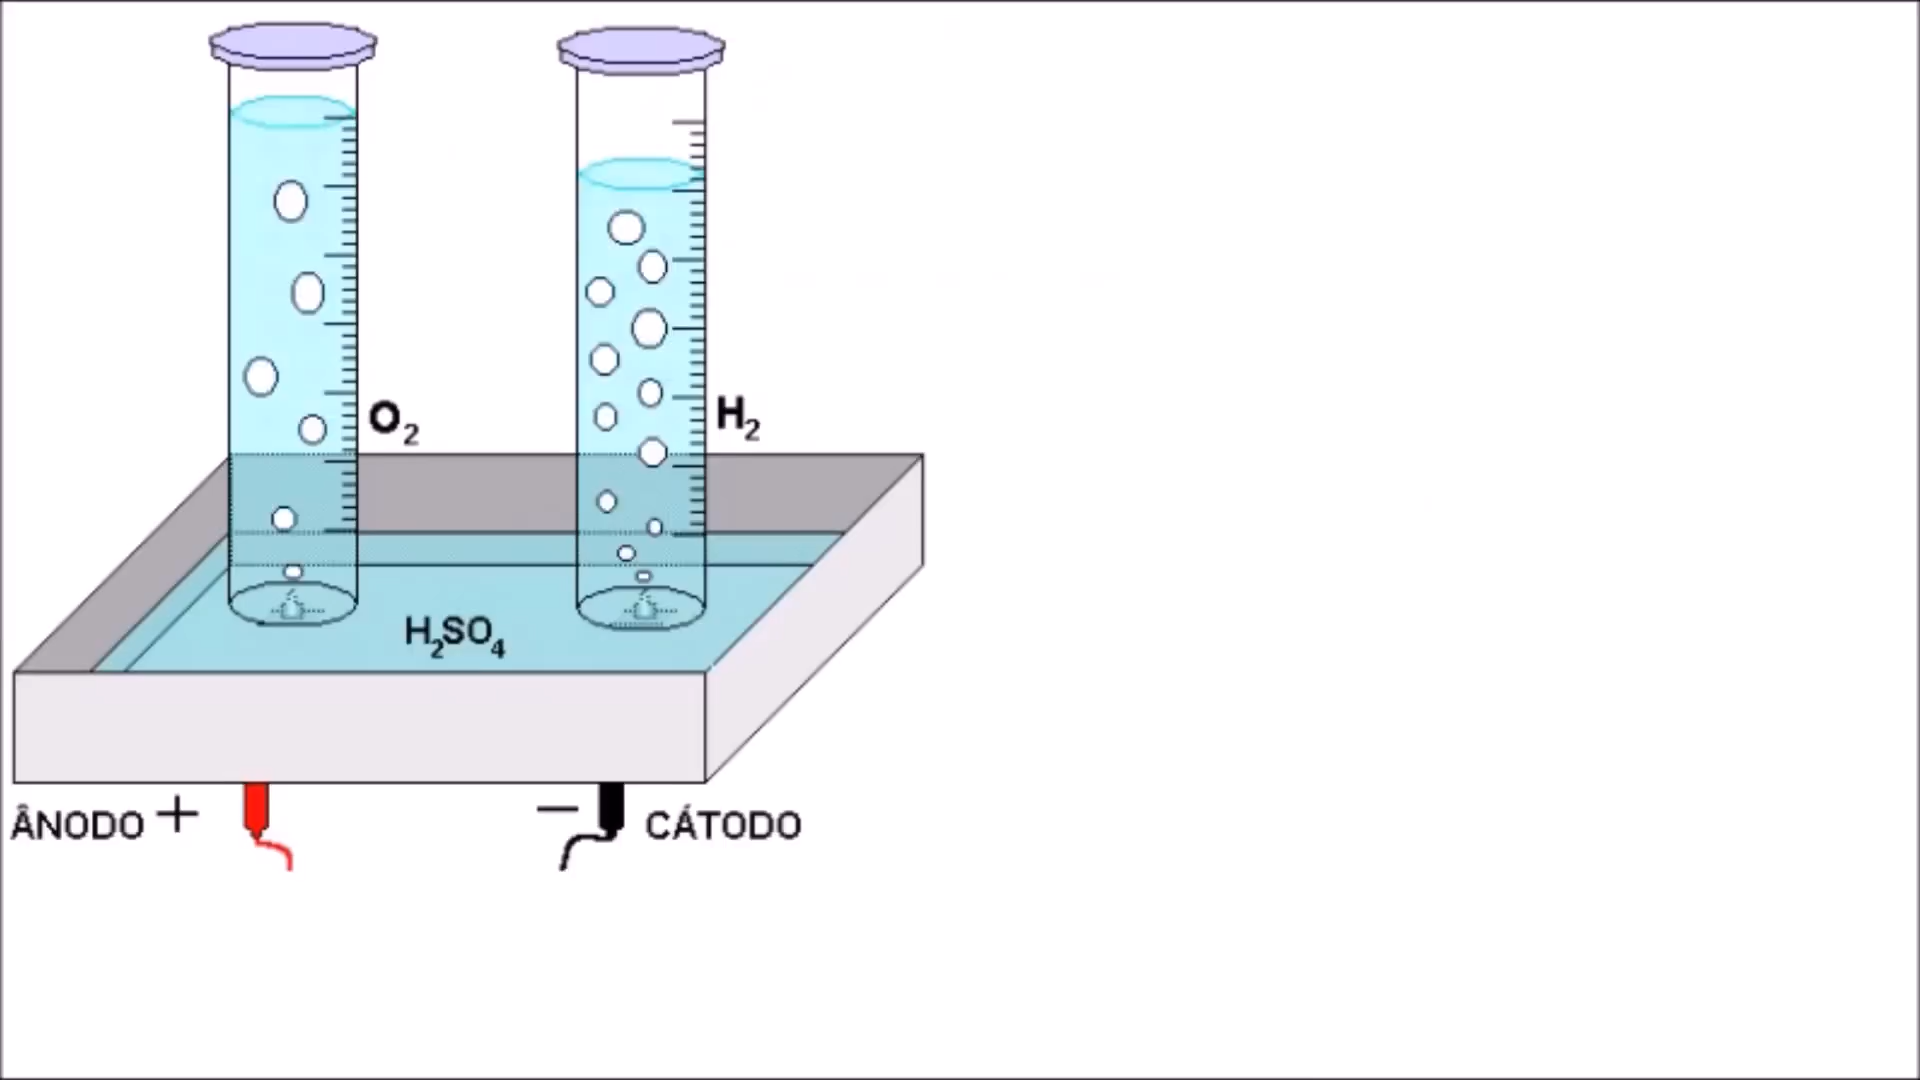 O₂
H₂
H₂SO₄
ÂNODO +
− CÁTODO